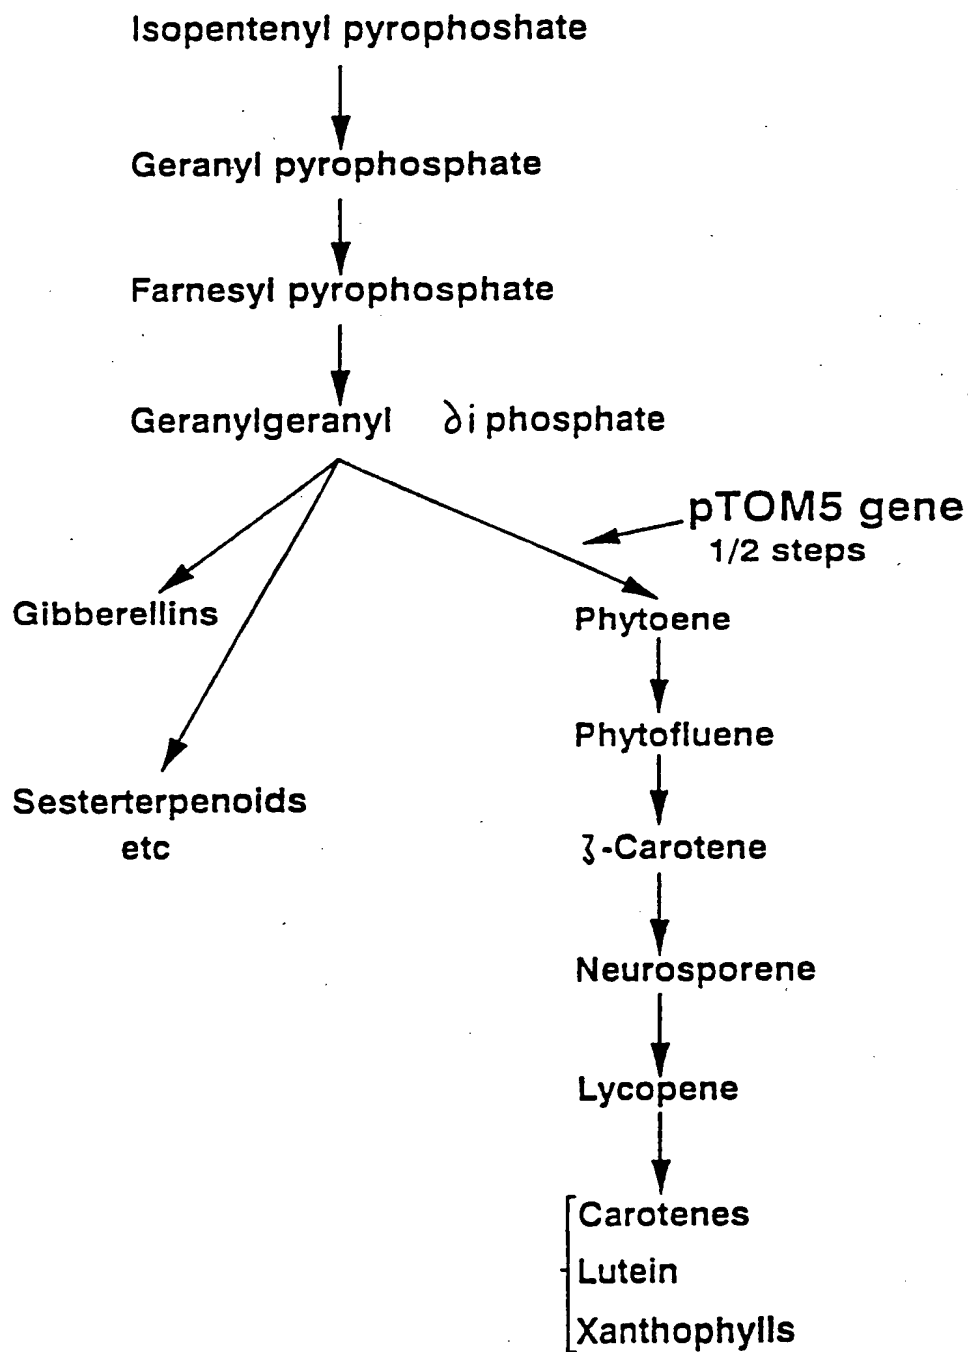 Isopentenyl pyrophoshate
Geranyl pyrophosphate
Farnesyl pyrophosphate
Geranylgeranyl δi phosphate
pTOM5 gene
1/2 steps
Gibberellins
Phytoene
Phytofluene
Sesterterpenoids
etc
ζ-Carotene
Neurosporene
Lycopene
Carotenes
Lutein
Xanthophylls